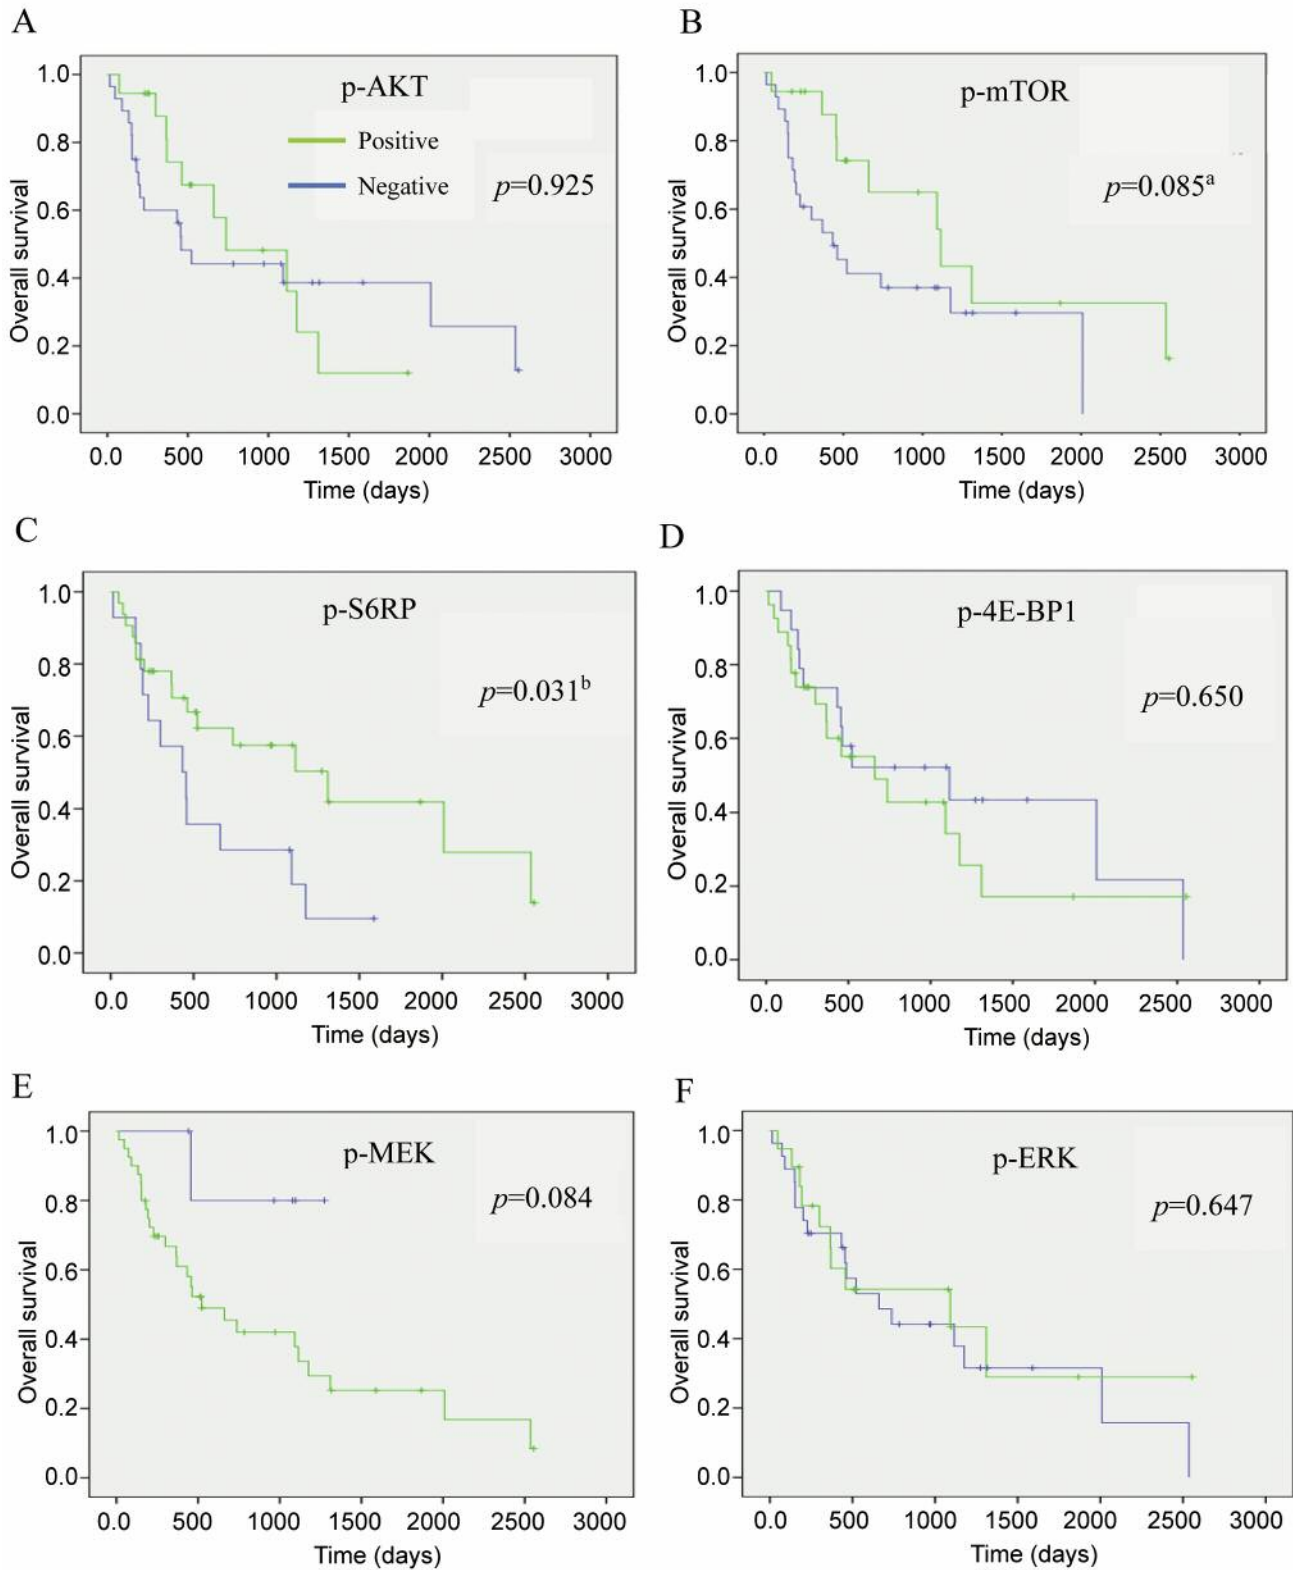 A
p-AKT
Positive
Negative
p=0.925
Overall survival
1.0
0.8
0.6
0.4
0.2
0.0
0.0 500 1000 1500 2000 2500 3000
Time (days)
B
p-mTOR
p=0.085ᵃ
Overall survival
1.0
0.8
0.6
0.4
0.2
0.0
0.0 500 1000 1500 2000 2500 3000
Time (days)
C
p-S6RP
p=0.031ᵇ
Overall survival
1.0
0.8
0.6
0.4
0.2
0.0
0.0 500 1000 1500 2000 2500 3000
Time (days)
D
p-4E-BP1
p=0.650
Overall survival
1.0
0.8
0.6
0.4
0.2
0.0
0.0 500 1000 1500 2000 2500 3000
Time (days)
E
p-MEK
p=0.084
Overall survival
1.0
0.8
0.6
0.4
0.2
0.0
0.0 500 1000 1500 2000 2500 3000
Time (days)
F
p-ERK
p=0.647
Overall survival
1.0
0.8
0.6
0.4
0.2
0.0
0.0 500 1000 1500 2000 2500 3000
Time (days)